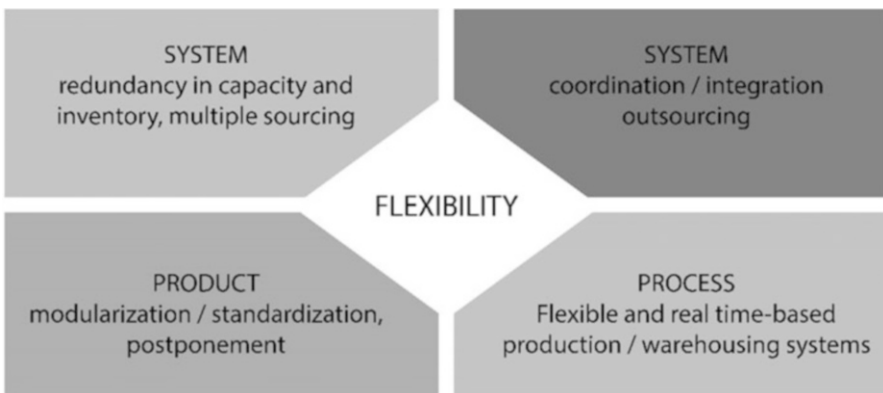 SYSTEM
redundancy in capacity and
inventory, multiple sourcing
SYSTEM
coordination / integration
outsourcing
FLEXIBILITY
PRODUCT
modularization / standardization,
postponement
PROCESS
Flexible and real time-based
production / warehousing systems